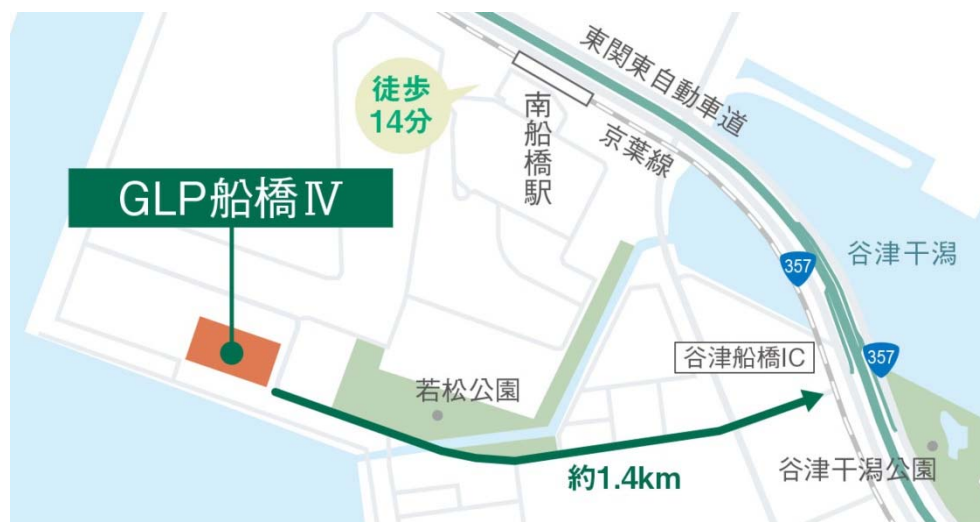 東関東自動車道
徒歩
14分
南船橋駅
京葉線
GLP船橋Ⅳ
谷津干潟
357
谷津船橋IC
357
若松公園
谷津干潟公園
約1.4km